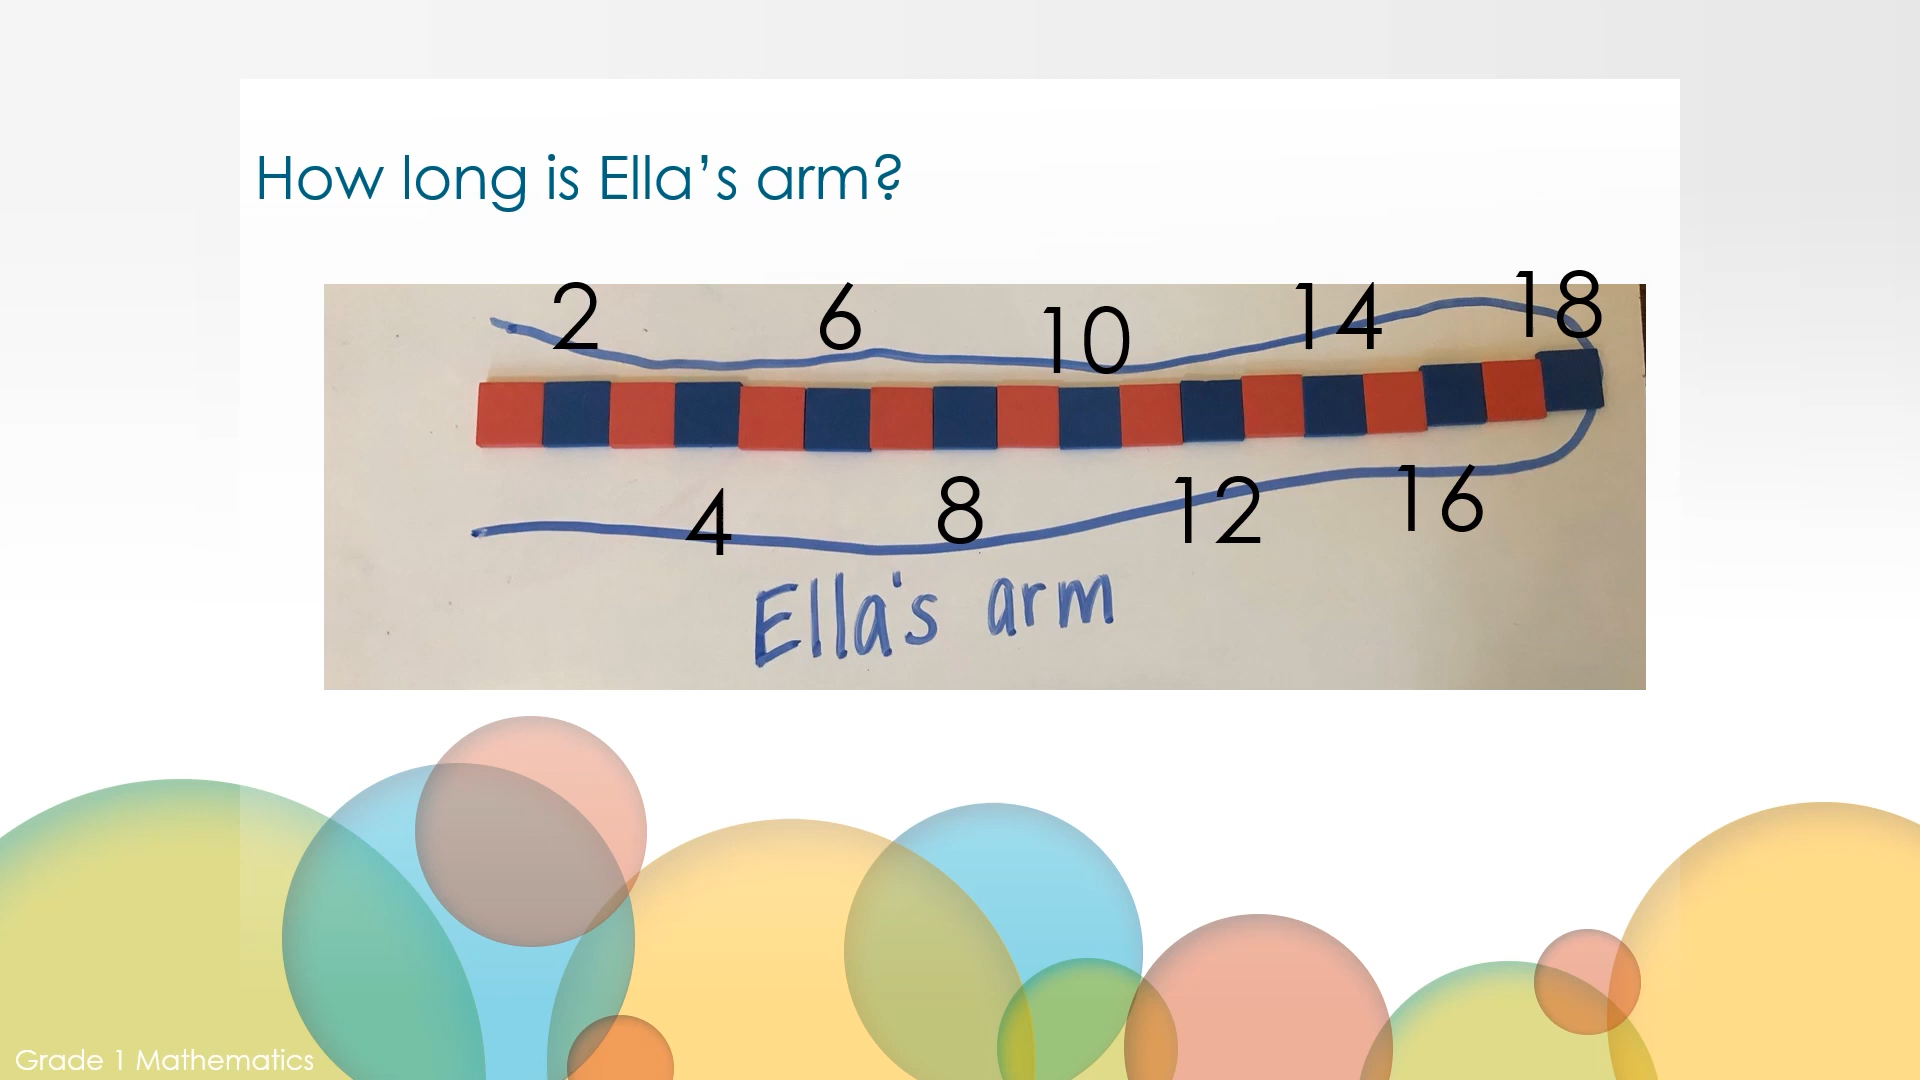 How long is Ella’s arm?
2 6 10 14 18
4 8 12 16
Ella's arm
Grade 1 Mathematics